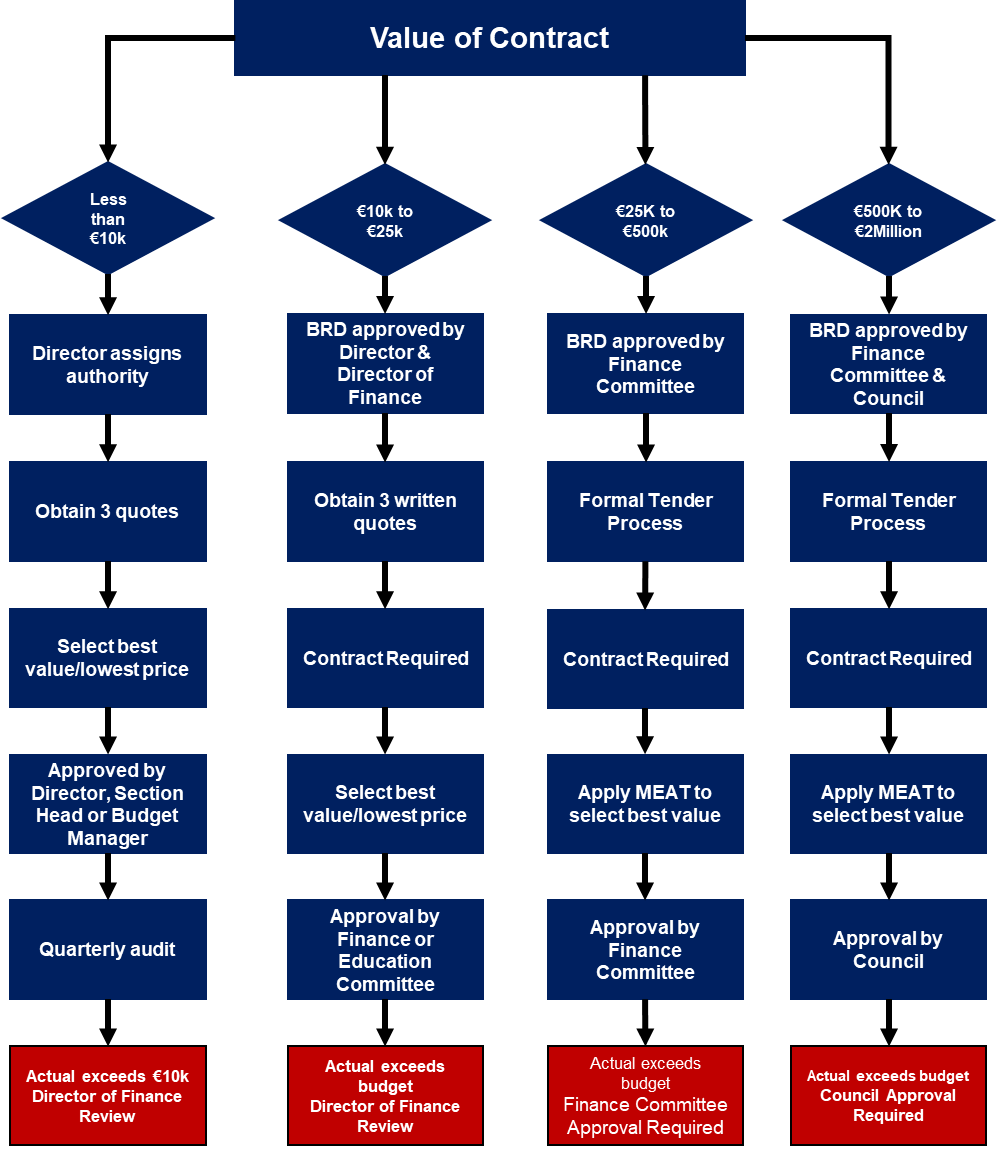 Value of Contract
Less
than
€10k
€10k to
€25k
€25K to
€500k
€500K to
€2Million
Director assigns
authority
BRD approved by
Director &
Director of
Finance
BRD approved by
Finance
Committee
BRD approved by
Finance
Committee &
Council
Obtain 3 quotes
Obtain 3 written
quotes
Formal Tender
Process
Formal Tender
Process
Select best
value/lowest price
Contract Required
Contract Required
Contract Required
Approved by
Director, Section
Head or Budget
Manager
Select best
value/lowest price
Apply MEAT to
select best value
Apply MEAT to
select best value
Quarterly audit
Approval by
Finance or
Education
Committee
Approval by
Finance
Committee
Approval by
Council
Actual exceeds €10k
Director of Finance
Review
Actual exceeds
budget
Director of Finance
Review
Actual exceeds
budget
Finance Committee
Approval Required
Actual exceeds budget
Council Approval
Required